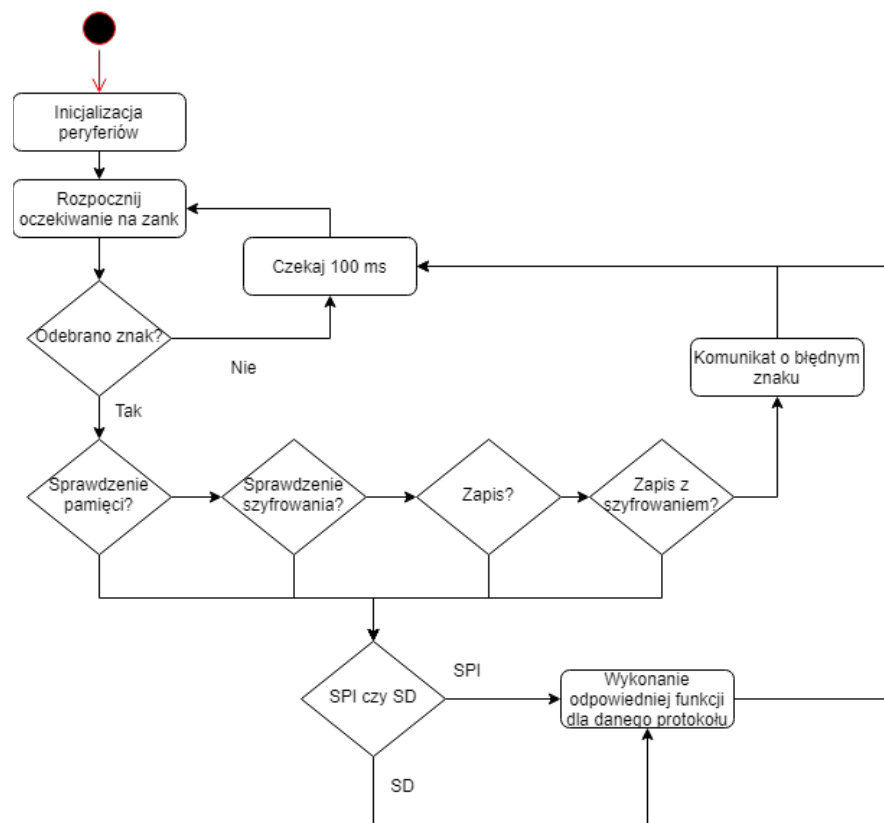 Inicjalizacja
peryferiów
Rozpocznij
oczekiwanie na zank
Czekaj 100 ms
Odebrano znak?
Nie
Komunikat o błędnym
znaku
Tak
Sprawdzenie
pamięci?
Sprawdzenie
szyfrowania?
Zapis?
Zapis z
szyfrowaniem?
SPI czy SD
SPI
Wykonanie
odpowiedniej funkcji
dla danego protokołu
SD